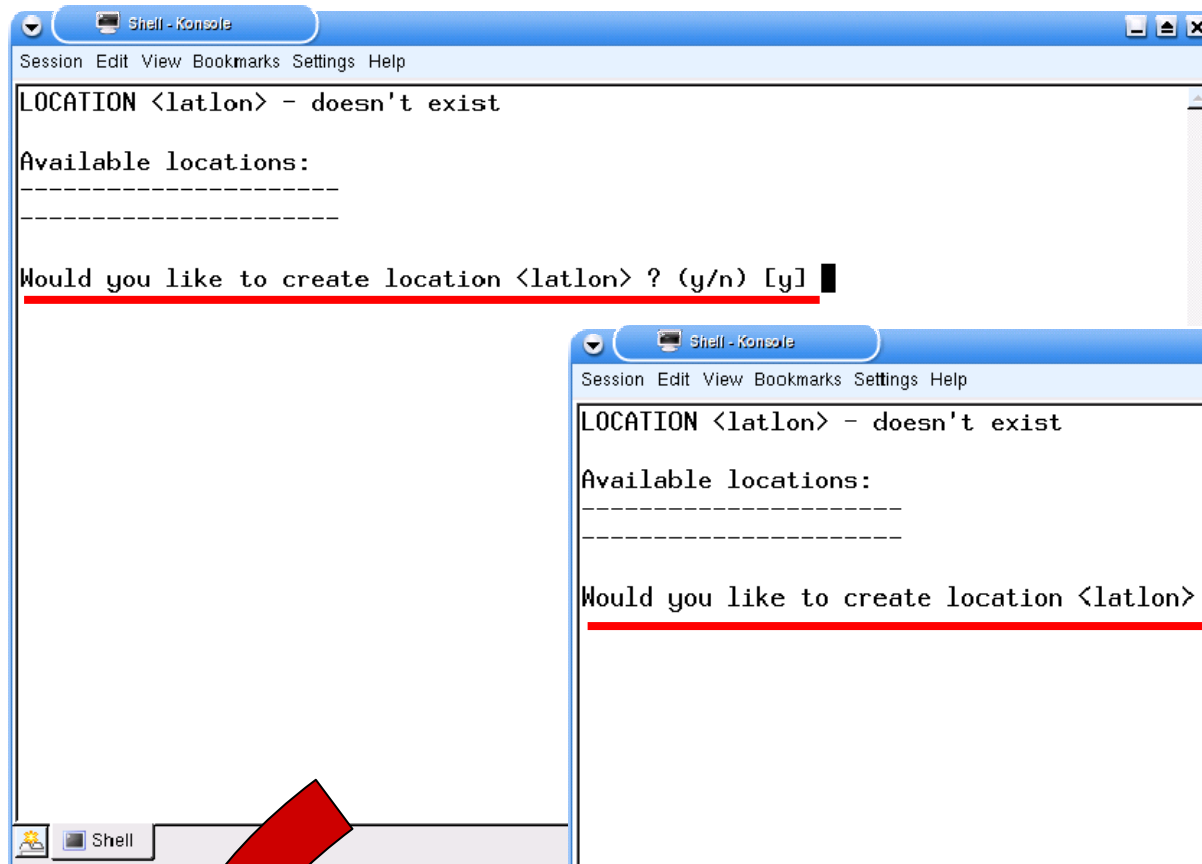 Shell - Konsole
Session Edit View Bookmarks Settings Help
LOCATION <latlon> - doesn't exist
Available locations:
----------------------
----------------------
Would you like to create location <latlon> ? (y/n) [y]
Shell
Shell - Konsole
Session Edit View Bookmarks Settings Help
LOCATION <latlon> - doesn't exist
Available locations:
----------------------
----------------------
Would you like to create location <latlon>